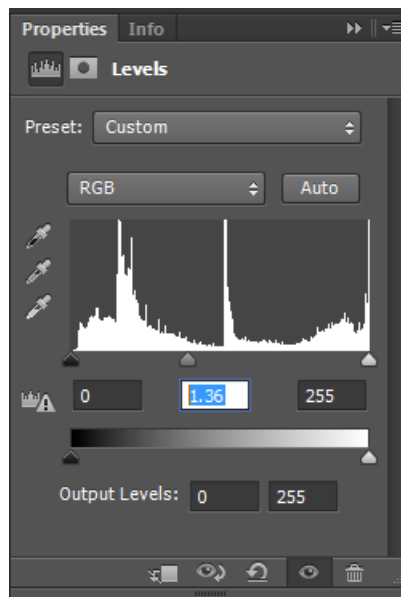 Properties Info
Levels
Preset: Custom
RGB Auto
0 1.36 255
Output Levels: 0 255